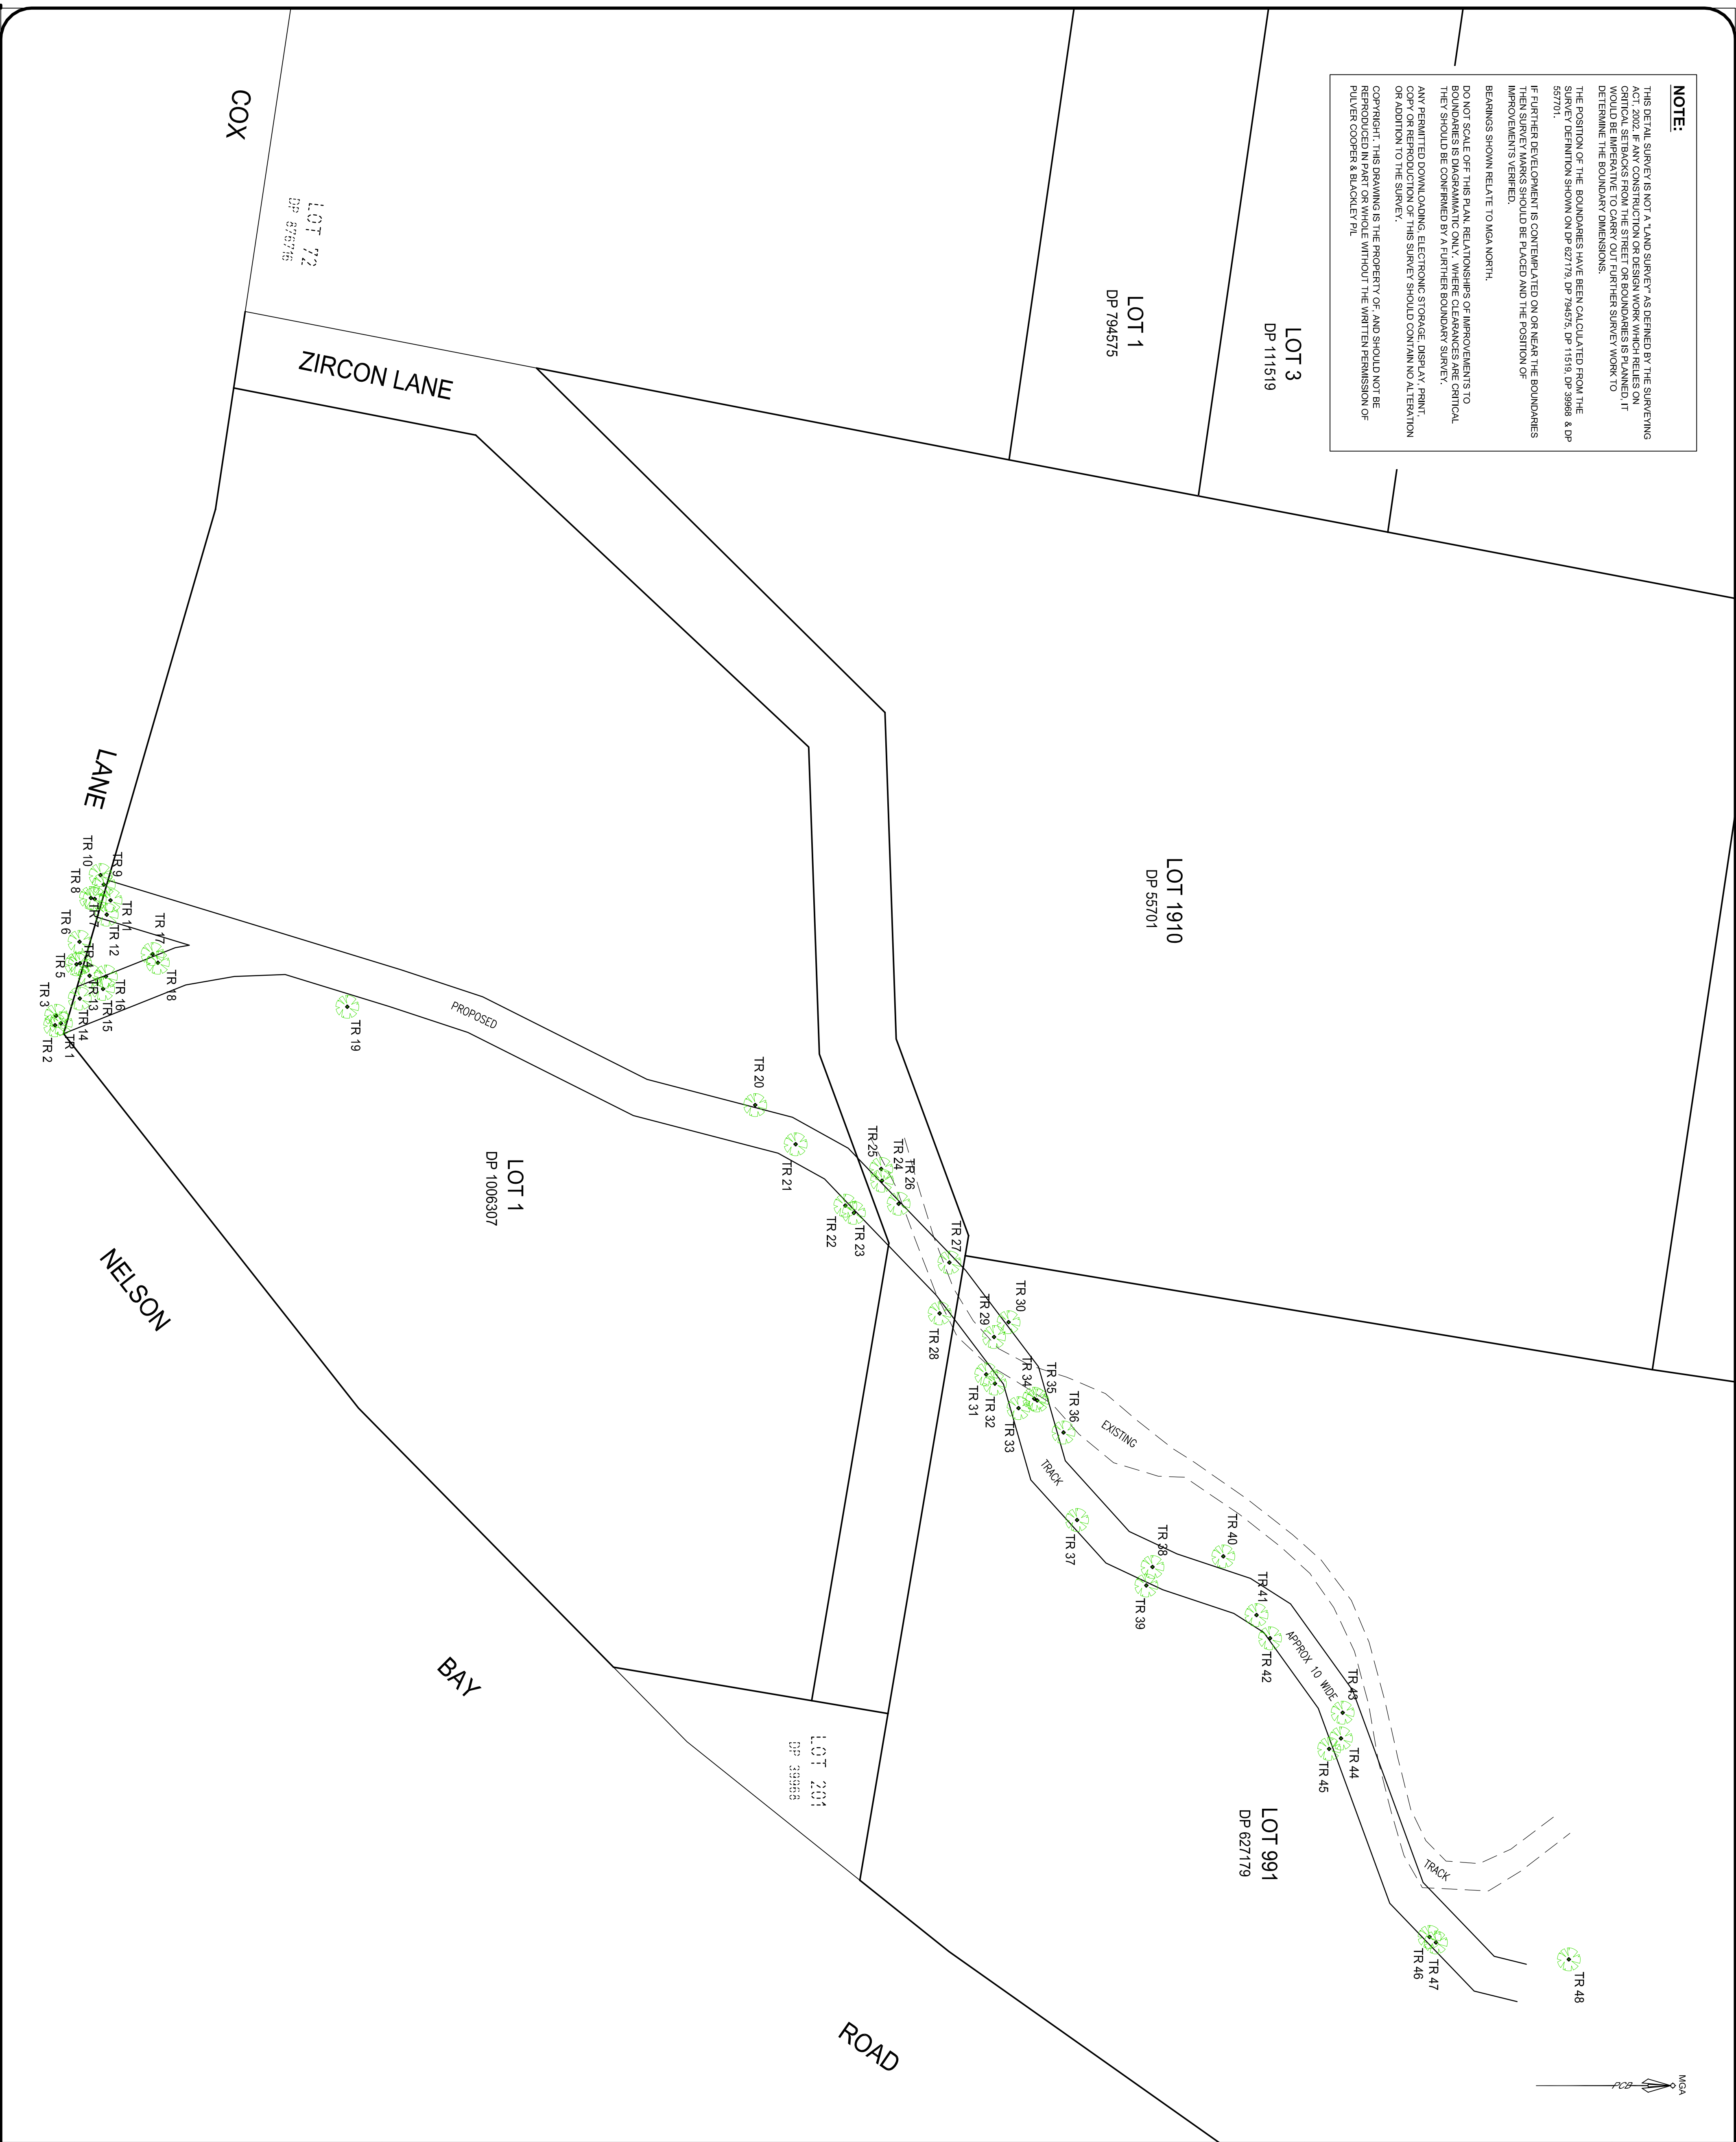 NOTE:
THIS DETAIL SURVEY IS NOT A "LAND SURVEY" AS DEFINED BY THE SURVEYING
ACT, 2002. IF ANY CONSTRUCTION OR DESIGN WORK WHICH RELIES ON
CRITICAL SETBACKS FROM THE STREET OR BOUNDARIES IS PLANNED, IT
WOULD BE IMPERATIVE TO CARRY OUT FURTHER SURVEY WORK TO
DETERMINE THE BOUNDARY DIMENSIONS.
THE POSITION OF THE BOUNDARIES HAVE BEEN CALCULATED FROM THE
SURVEY DEFINITION SHOWN ON DP 627179, DP 794575, DP 11519, DP 39968 & DP
557701.
IF FURTHER DEVELOPMENT IS CONTEMPLATED ON OR NEAR THE BOUNDARIES
THEN SURVEY MARKS SHOULD BE PLACED AND THE POSITION OF
IMPROVEMENTS VERIFIED.
BEARINGS SHOWN RELATE TO MGA NORTH.
DO NOT SCALE OFF THIS PLAN. RELATIONSHIPS OF IMPROVEMENTS TO
BOUNDARIES IS DIAGRAMMATIC ONLY. WHERE CLEARANCES ARE CRITICAL
THEY SHOULD BE CONFIRMED BY A FURTHER BOUNDARY SURVEY.
ANY PERMITTED DOWNLOADING, ELECTRONIC STORAGE, DISPLAY, PRINT,
COPY OR REPRODUCTION OF THIS SURVEY SHOULD CONTAIN NO ALTERATION
OR ADDITION TO THE SURVEY.
COPYRIGHT. THIS DRAWING IS THE PROPERTY OF, AND SHOULD NOT BE
REPRODUCED IN PART OR WHOLE WITHOUT THE WRITTEN PERMISSION OF
PULVER COOPER & BLACKLEY P/L
MGA
PCB
LOT 3
DP 111519
LOT 1
DP 794575
LOT 1910
DP 55701
LOT 991
DP 627179
LOT 1
DP 1006307
LOT 201
DP 39968
LOT 72
DP 876716
ZIRCON LANE
COX
LANE
NELSON
BAY
ROAD
PROPOSED
TRACK
APPROX 10 WIDE
EXISTING
TRACK
TR 1
TR 2
TR 3
TR 4
TR 5
TR 6
TR 7
TR 8
TR 9
TR 10
TR 11
TR 12
TR 13
TR 14
TR 15
TR 16
TR 17
TR 18
TR 19
TR 20
TR 21
TR 22
TR 23
TR 24
TR 25
TR 26
TR 27
TR 28
TR 29
TR 30
TR 31
TR 32
TR 33
TR 34
TR 35
TR 36
TR 37
TR 38
TR 39
TR 40
TR 41
TR 42
TR 43
TR 44
TR 45
TR 46
TR 47
TR 48